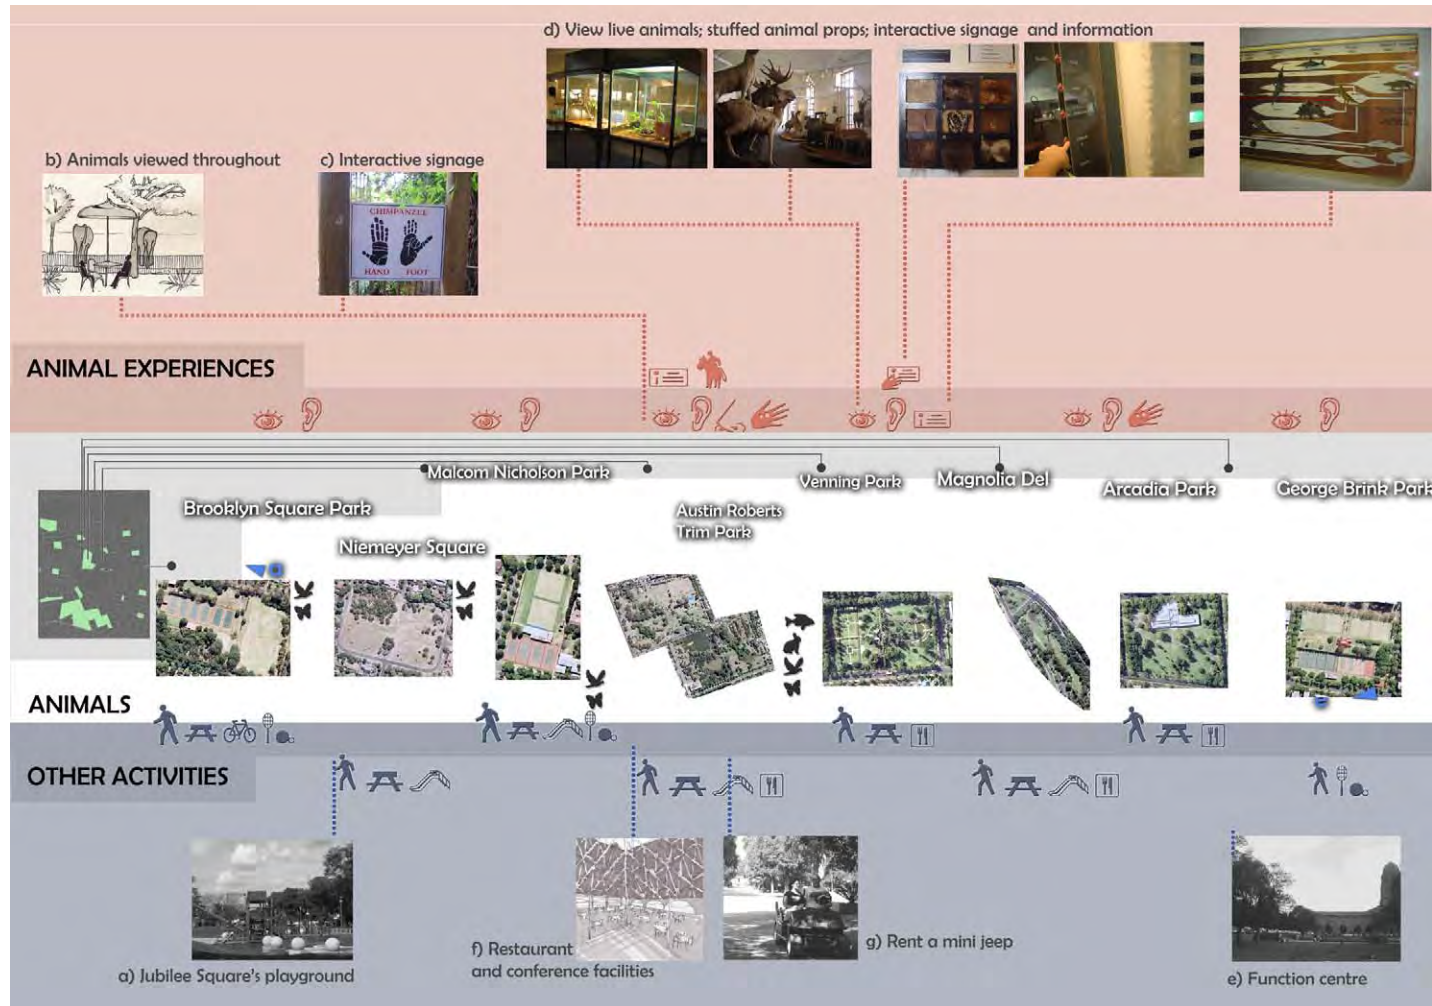 d) View live animals; stuffed animal props; interactive signage and information
b) Animals viewed throughout
c) Interactive signage
CHIMPANZEE
HAND FOOT
ANIMAL EXPERIENCES
Malcom Nicholson Park
Venning Park
Magnolia Del
Arcadia Park
George Brink Park
Brooklyn Square Park
Austin Roberts
Trim Park
Niemeyer Square
ANIMALS
OTHER ACTIVITIES
f) Restaurant
and conference facilities
g) Rent a mini jeep
a) Jubilee Square's playground
e) Function centre